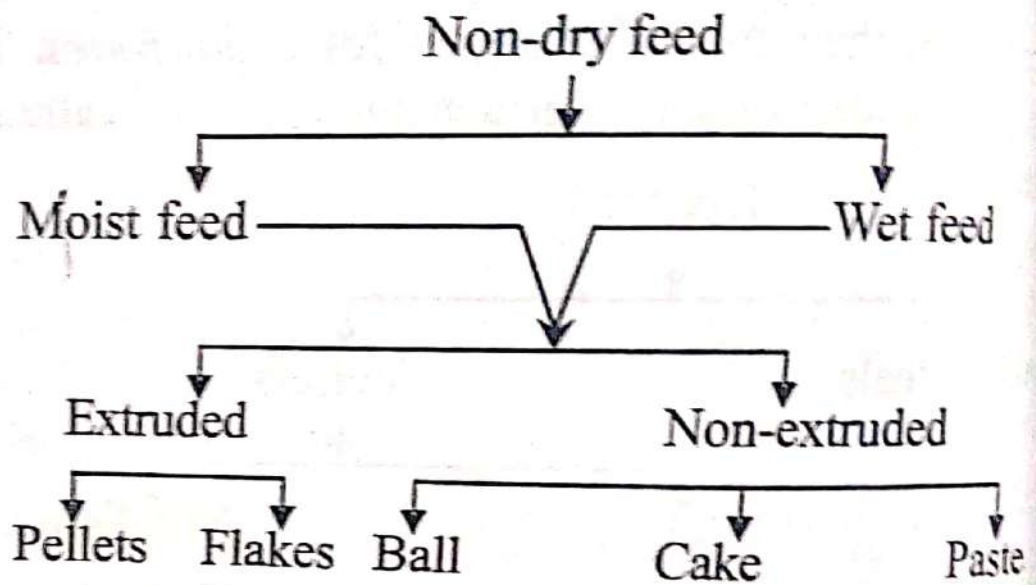 Non-dry feed
Moist feed Wet feed
Extruded Non-extruded
Pellets Flakes Ball Cake Paste